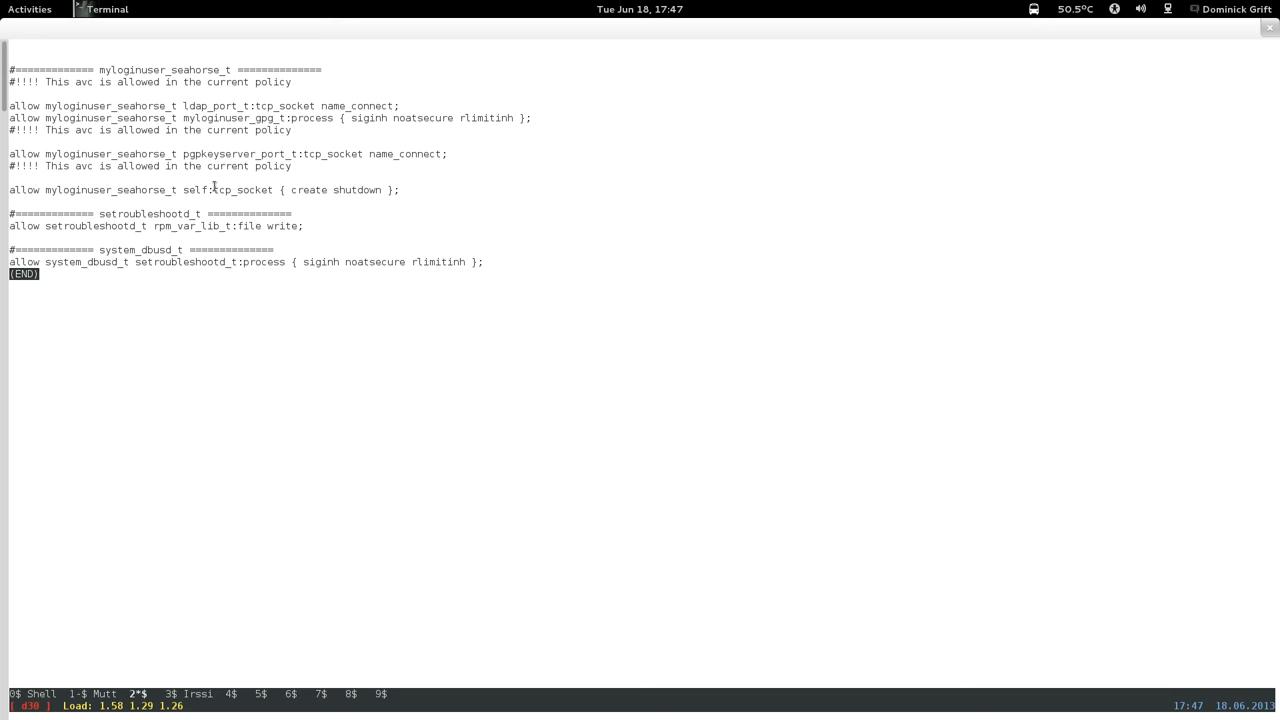 Activities Terminal Tue Jun 18, 17:47 50.5°C Dominick Grift
#============= myloginuser_seahorse_t ==============
#!!!! This avc is allowed in the current policy
allow myloginuser_seahorse_t ldap_port_t:tcp_socket name_connect;
allow myloginuser_seahorse_t myloginuser_gpg_t:process { siginh noatsecure rlimitinh };
#!!!! This avc is allowed in the current policy
allow myloginuser_seahorse_t pgpkeyserver_port_t:tcp_socket name_connect;
#!!!! This avc is allowed in the current policy
allow myloginuser_seahorse_t self:tcp_socket { create shutdown };
#============= setroubleshootd_t ==============
allow setroubleshootd_t rpm_var_lib_t:file write;
#============= system_dbusd_t ==============
allow system_dbusd_t setroubleshootd_t:process { siginh noatsecure rlimitinh };
(END)
0$ Shell 1-$ Mutt 2*$ 3$ Irssi 4$ 5$ 6$ 7$ 8$ 9$
[ d30 ] Load: 1.58 1.29 1.26 17:47 18.06.2013